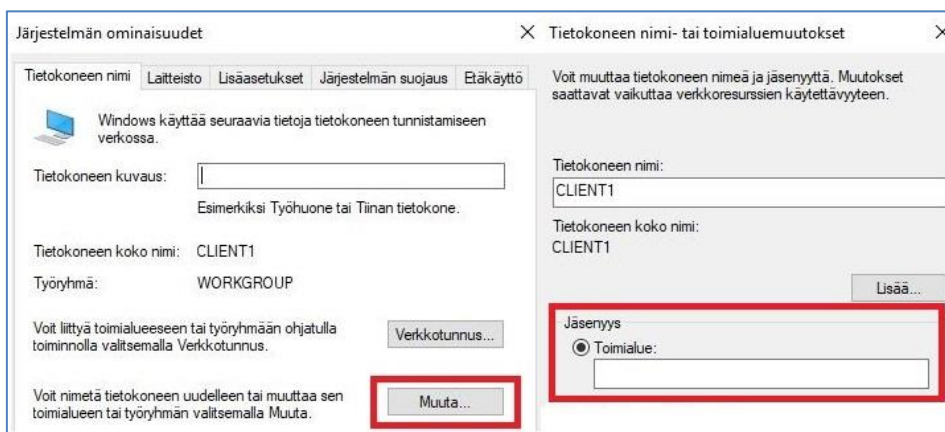 Järjestelmän ominaisuudet
Tietokoneen nimi
Laitteisto
Lisäasetukset
Järjestelmän suojaus
Etäkäyttö
Windows käyttää seuraavia tietoja tietokoneen tunnistamiseen
verkossa.
Tietokoneen kuvaus:
Esimerkiksi Työhuone tai Tiinan tietokone.
Tietokoneen koko nimi: CLIENT1
Työryhmä: WORKGROUP
Voit liittyä toimialueeseen tai työryhmään ohjatulla
toiminnolla valitsemalla Verkkotunnus.
Verkkotunnus...
Voit nimetä tietokoneen uudelleen tai muuttaa sen
toimialueen tai työryhmän valitsemalla Muuta.
Muuta...
Tietokoneen nimi- tai toimialuemuutokset
Voit muuttaa tietokoneen nimeä ja jäsenyyttä. Muutokset
saattavat vaikuttaa verkkoresurssien käytettävyyteen.
Tietokoneen nimi:
CLIENT1
Tietokoneen koko nimi:
CLIENT1
Lisää...
Jäsenyys
Toimialue: